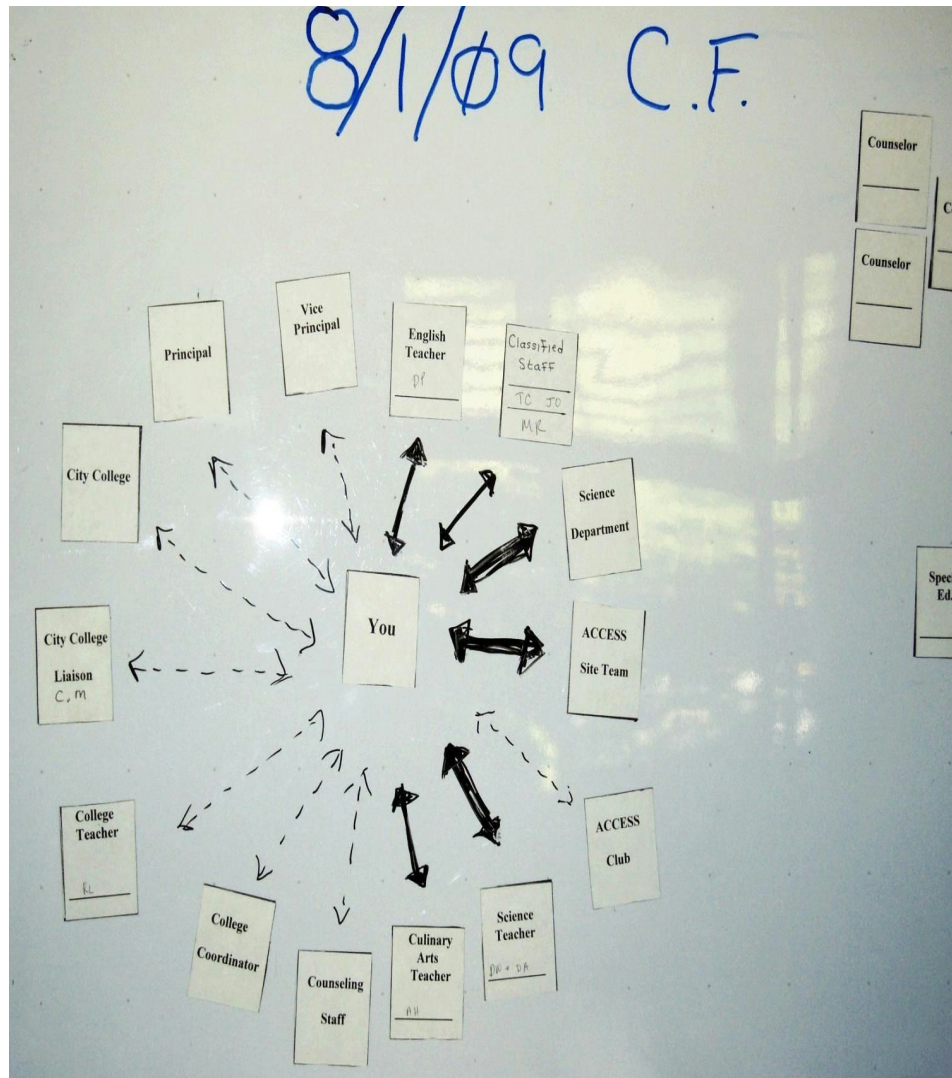 8/1/09 C.F.
Counselor
Counselor
Vice
Principal
Principal
English
Teacher
DP
Classified
Staff
TC JO
MR
City College
Science
Department
You
City College
Liaison
C.M
ACCESS
Site Team
College
Teacher
RL
ACCESS
Club
College
Coordinator
Science
Teacher
Culinary
Arts
Teacher
AH
Counseling
Staff